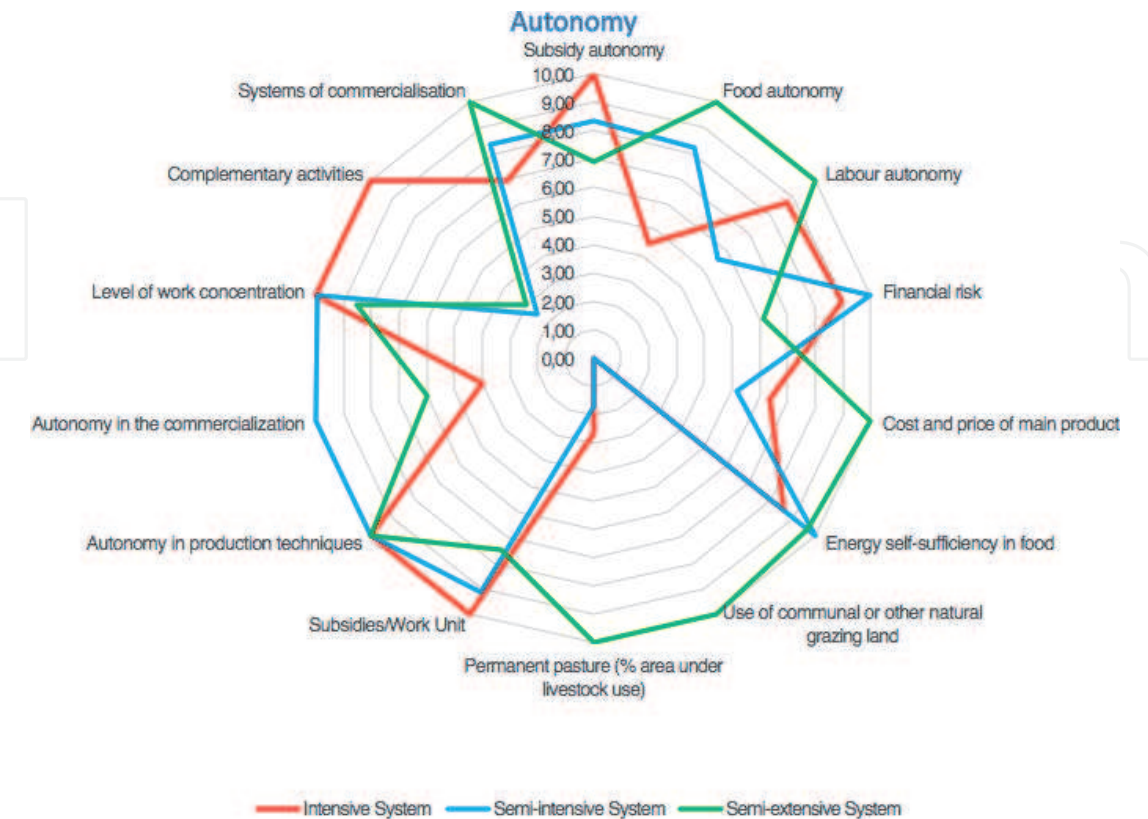 Autonomy
Subsidy autonomy
10,00
9,00
8,00
7,00
6,00
5,00
4,00
3,00
2,00
1,00
0,00
Food autonomy
Labour autonomy
Financial risk
Cost and price of main product
Energy self-sufficiency in food
Use of communal or other natural
grazing land
Permanent pasture (% area under
livestock use)
Subsidies/Work Unit
Autonomy in production techniques
Autonomy in the commercialization
Level of work concentration
Complementary activities
Systems of commercialisation
Intensive System
Semi-intensive System
Semi-extensive System